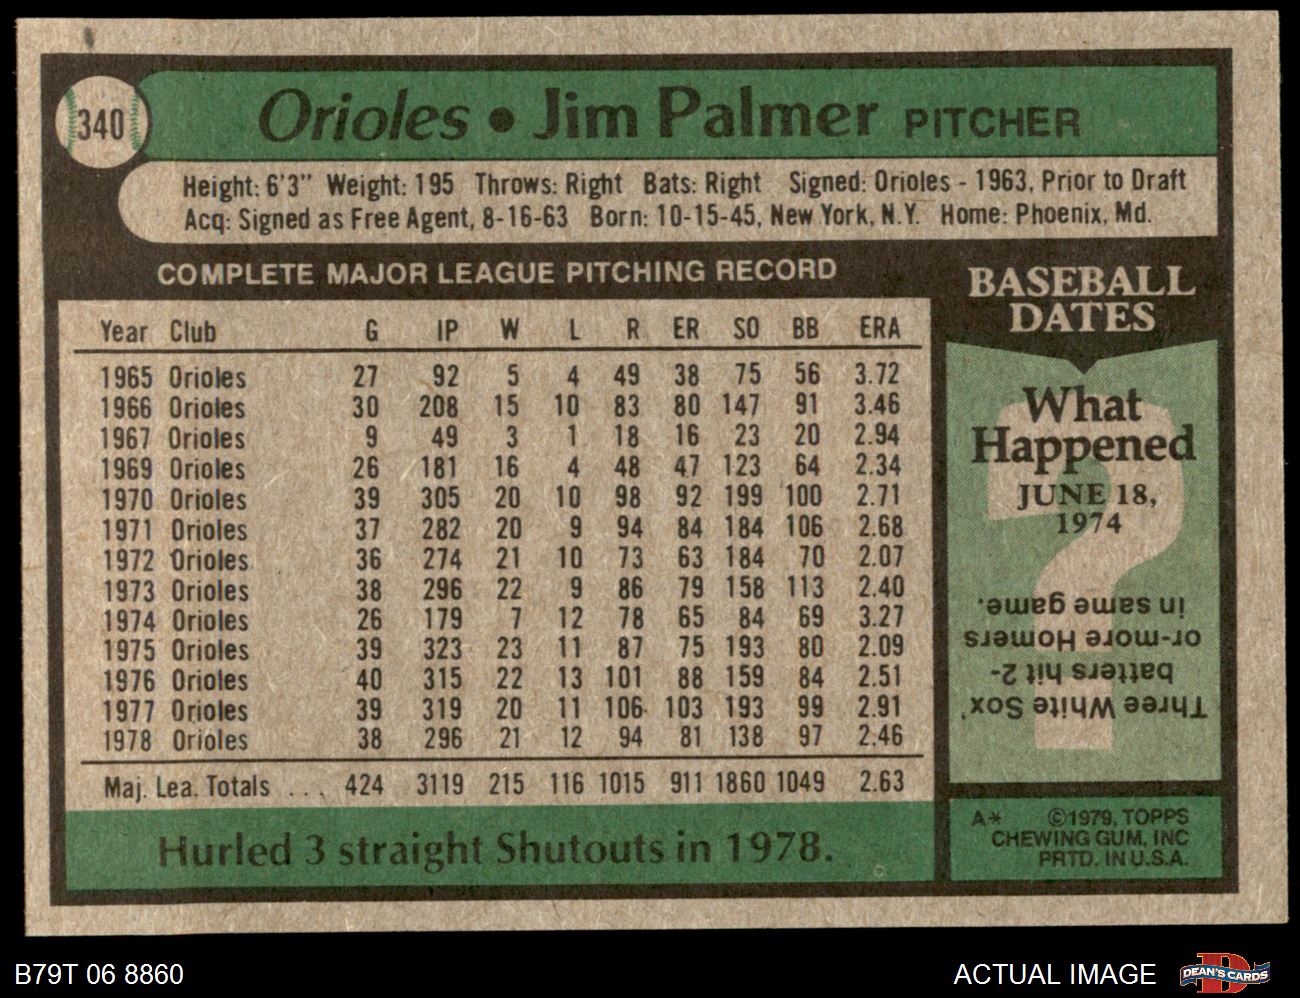 340
Orioles • Jim Palmer PITCHER
Height: 6'3" Weight: 195 Throws: Right Bats: Right Signed: Orioles - 1963, Prior to Draft
Acq: Signed as Free Agent, 8-16-63 Born: 10-15-45, New York, N.Y. Home: Phoenix, Md.
COMPLETE MAJOR LEAGUE PITCHING RECORD
Year Club G IP W L R ER SO BB ERA
1965 Orioles 27 92 5 4 49 38 75 56 3.72
1966 Orioles 30 208 15 10 83 80 147 91 3.46
1967 Orioles 9 49 3 1 18 16 23 20 2.94
1969 Orioles 26 181 16 4 48 47 123 64 2.34
1970 Orioles 39 305 20 10 98 92 199 100 2.71
1971 Orioles 37 282 20 9 94 84 184 106 2.68
1972 Orioles 36 274 21 10 73 63 184 70 2.07
1973 Orioles 38 296 22 9 86 79 158 113 2.40
1974 Orioles 26 179 7 12 78 65 84 69 3.27
1975 Orioles 39 323 23 11 87 75 193 80 2.09
1976 Orioles 40 315 22 13 101 88 159 84 2.51
1977 Orioles 39 319 20 11 106 103 193 99 2.91
1978 Orioles 38 296 21 12 94 81 138 97 2.46
Maj. Lea. Totals . . . 424 3119 215 116 1015 911 1860 1049 2.63
Hurled 3 straight Shutouts in 1978.
BASEBALL
DATES
What
Happened
JUNE 18,
1974
Three White Sox'
batters hit 2-
or-more Homers
in same game.
A* ©1979, TOPPS
CHEWING GUM, INC
PRTD. IN U.S.A.
B79T 06 8860
ACTUAL IMAGE
D
DEAN'S CARDS